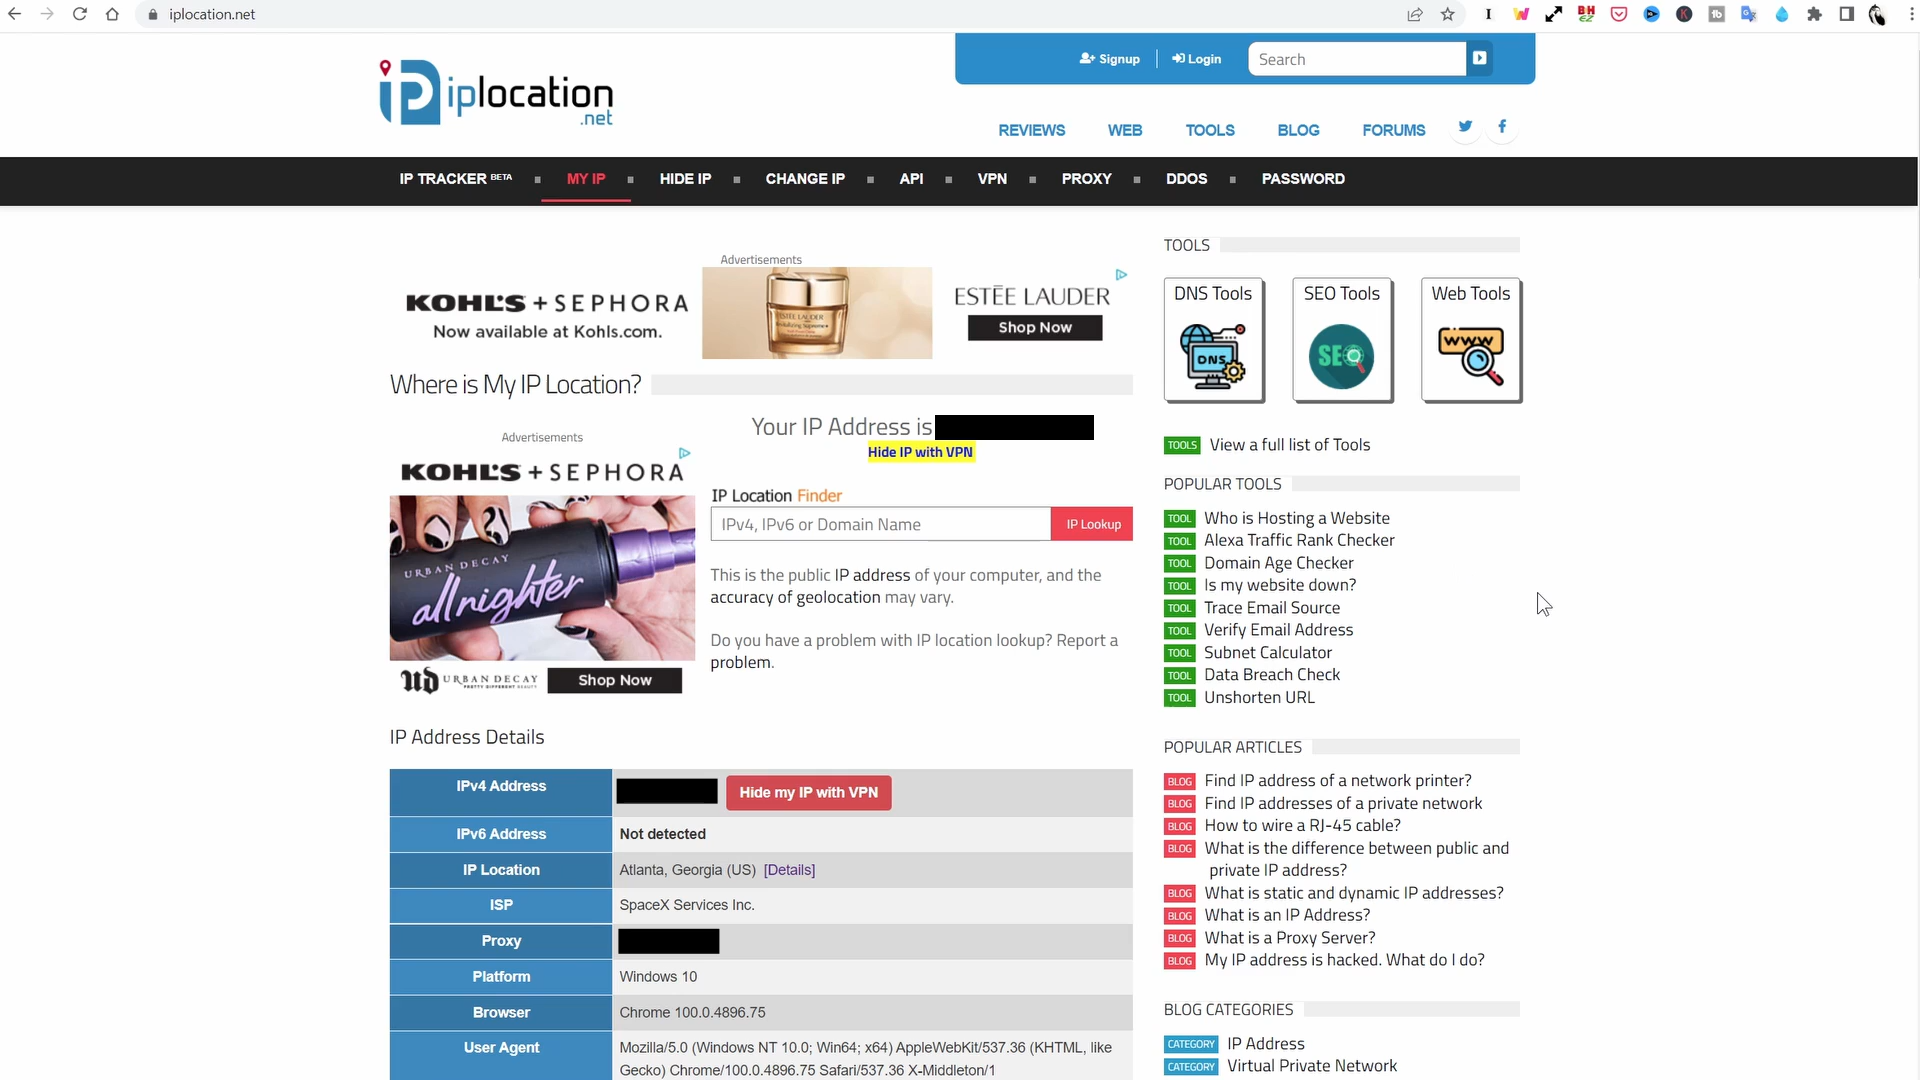 iplocation.net
Signup
Login
Search
iplocation
.net
REVIEWS
WEB
TOOLS
BLOG
FORUMS
IP TRACKER BETA
MY IP
HIDE IP
CHANGE IP
API
VPN
PROXY
DDOS
PASSWORD
Advertisements
KOHL'S + SEPHORA
Now available at Kohls.com.
ESTĒE LAUDER
Shop Now
Where is My IP Location?
Your IP Address is
Hide IP with VPN
Advertisements
KOHL'S + SEPHORA
URBAN DECAY
allnighter
UD URBAN DECAY
PRETTY DIFFERENT BEAUTY
Shop Now
IP Location Finder
IPv4, IPv6 or Domain Name
IP Lookup
This is the public IP address of your computer, and the
accuracy of geolocation may vary.
Do you have a problem with IP location lookup? Report a
problem.
IP Address Details
IPv4 Address
Hide my IP with VPN
IPv6 Address Not detected
IP Location Atlanta, Georgia (US) [Details]
ISP SpaceX Services Inc.
Proxy
Platform Windows 10
Browser Chrome 100.0.4896.75
User Agent Mozilla/5.0 (Windows NT 10.0; Win64; x64) AppleWebKit/537.36 (KHTML, like
Gecko) Chrome/100.0.4896.75 Safari/537.36 X-Middleton/1
TOOLS
DNS Tools
DNS
SEO Tools
SEO
Web Tools
WWW
TOOLS View a full list of Tools
POPULAR TOOLS
TOOL Who is Hosting a Website
TOOL Alexa Traffic Rank Checker
TOOL Domain Age Checker
TOOL Is my website down?
TOOL Trace Email Source
TOOL Verify Email Address
TOOL Subnet Calculator
TOOL Data Breach Check
TOOL Unshorten URL
POPULAR ARTICLES
BLOG Find IP address of a network printer?
BLOG Find IP addresses of a private network
BLOG How to wire a RJ-45 cable?
BLOG What is the difference between public and
private IP address?
BLOG What is static and dynamic IP addresses?
BLOG What is an IP Address?
BLOG What is a Proxy Server?
BLOG My IP address is hacked. What do I do?
BLOG CATEGORIES
CATEGORY IP Address
CATEGORY Virtual Private Network